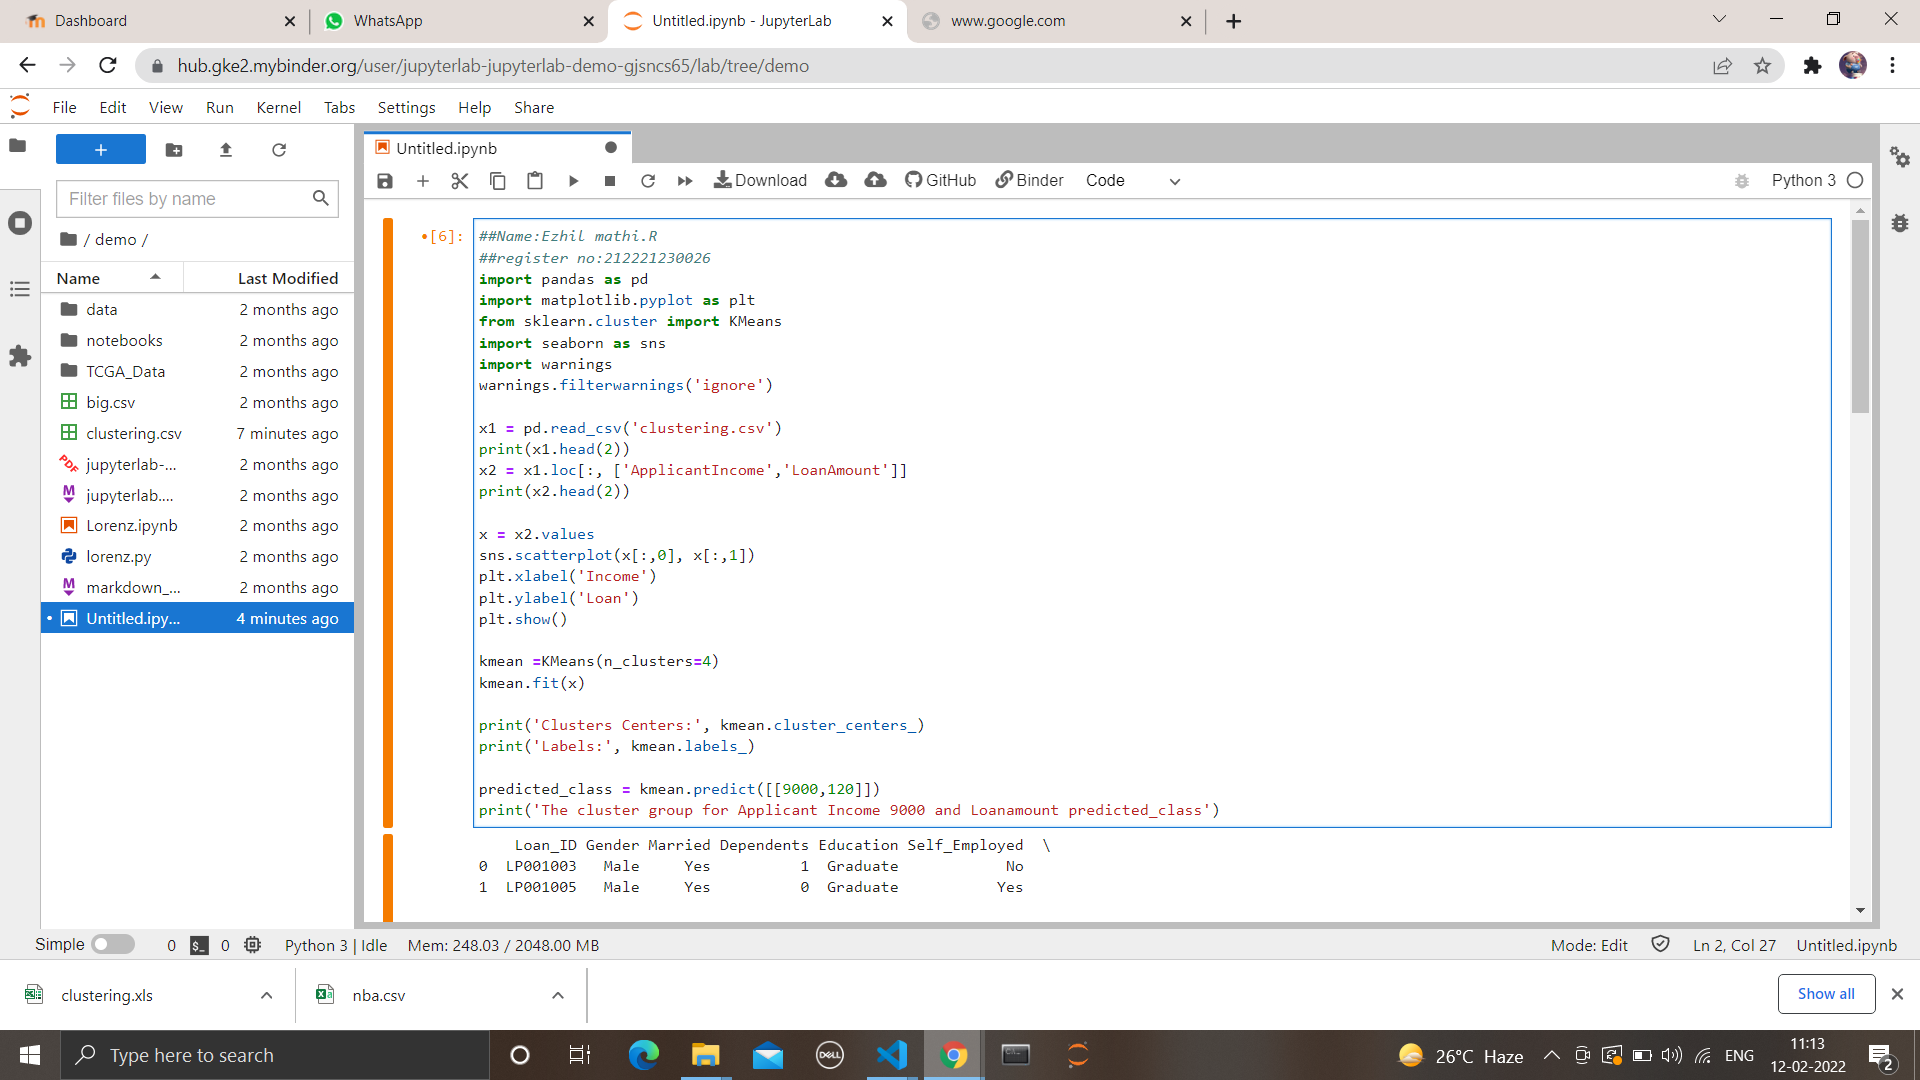 Dashboard
WhatsApp
Untitled.ipynb - JupyterLab
www.google.com
hub.gke2.mybinder.org/user/jupyterlab-jupyterlab-demo-gjsncs65/lab/tree/demo
File Edit View Run Kernel Tabs Settings Help Share
Untitled.ipynb
Download GitHub Binder Code Python 3
Filter files by name
/ demo /
Name Last Modified
data 2 months ago
notebooks 2 months ago
TCGA_Data 2 months ago
big.csv 2 months ago
clustering.csv 7 minutes ago
jupyterlab-... 2 months ago
jupyterlab.... 2 months ago
Lorenz.ipynb 2 months ago
lorenz.py 2 months ago
markdown_... 2 months ago
Untitled.ipy... 4 minutes ago
[6]:
##Name:Ezhil mathi.R
##register no:212221230026
import pandas as pd
import matplotlib.pyplot as plt
from sklearn.cluster import KMeans
import seaborn as sns
import warnings
warnings.filterwarnings('ignore')
x1 = pd.read_csv('clustering.csv')
print(x1.head(2))
x2 = x1.loc[:, ['ApplicantIncome','LoanAmount']]
print(x2.head(2))
x = x2.values
sns.scatterplot(x[:,0], x[:,1])
plt.xlabel('Income')
plt.ylabel('Loan')
plt.show()
kmean =KMeans(n_clusters=4)
kmean.fit(x)
print('Clusters Centers:', kmean.cluster_centers_)
print('Labels:', kmean.labels_)
predicted_class = kmean.predict([[9000,120]])
print('The cluster group for Applicant Income 9000 and Loanamount predicted_class')
Loan_ID Gender Married Dependents Education Self_Employed \
0 LP001003 Male Yes 1 Graduate No
1 LP001005 Male Yes 0 Graduate Yes
Simple 0 $_ 0 Python 3 | Idle Mem: 248.03 / 2048.00 MB Mode: Edit Ln 2, Col 27 Untitled.ipynb
clustering.xls
nba.csv
Show all
Type here to search
DELL
26°C Haze
ENG
11:13
12-02-2022
2